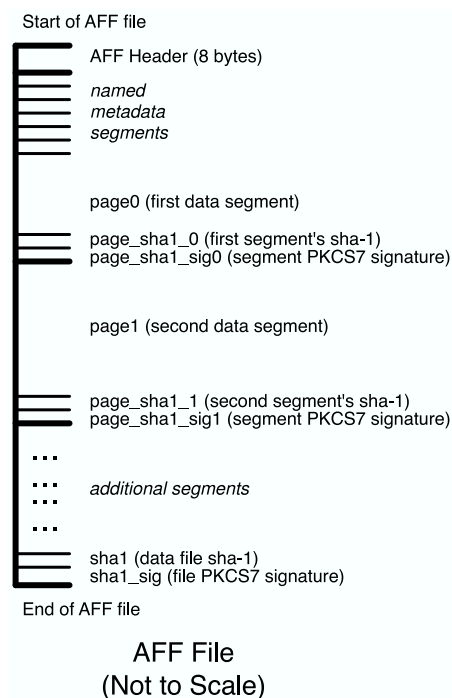 Start of AFF file
AFF Header (8 bytes)
named
metadata
segments
page0 (first data segment)
page_sha1_0 (first segment's sha-1)
page_sha1_sig0 (segment PKCS7 signature)
page1 (second data segment)
page_sha1_1 (second segment's sha-1)
page_sha1_sig1 (segment PKCS7 signature)
...
...
additional segments
...
...
sha1 (data file sha-1)
sha1_sig (file PKCS7 signature)
End of AFF file
AFF File
(Not to Scale)